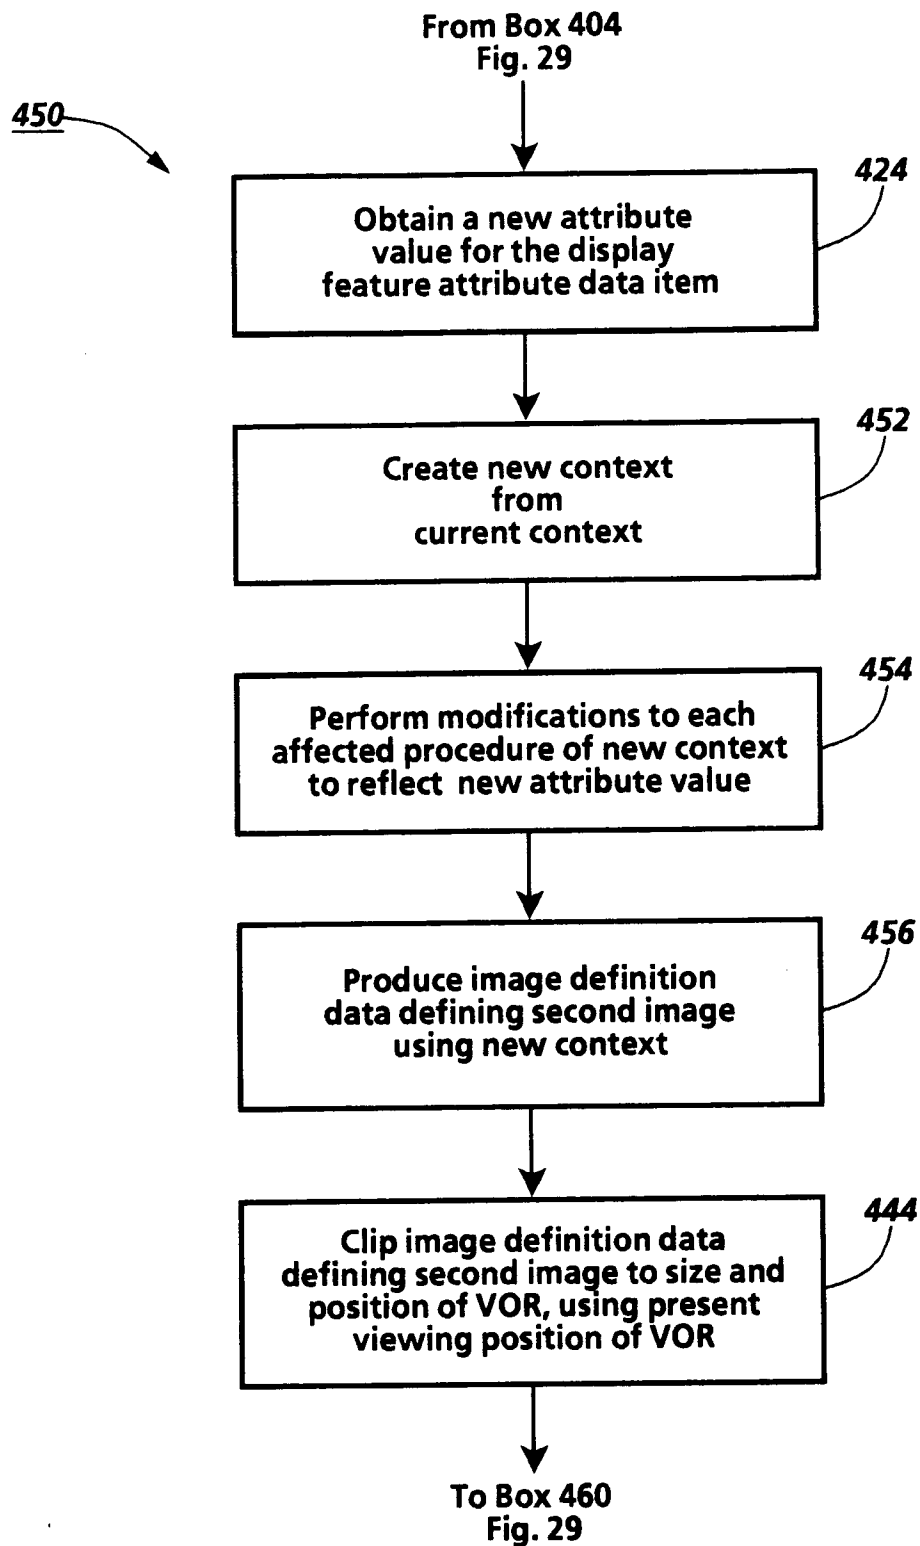 From Box 404
Fig. 29
450
424
Obtain a new attribute
value for the display
feature attribute data item
452
Create new context
from
current context
454
Perform modifications to each
affected procedure of new context
to reflect new attribute value
456
Produce image definition
data defining second image
using new context
444
Clip image definition data
defining second image to size and
position of VOR, using present
viewing position of VOR
To Box 460
Fig. 29